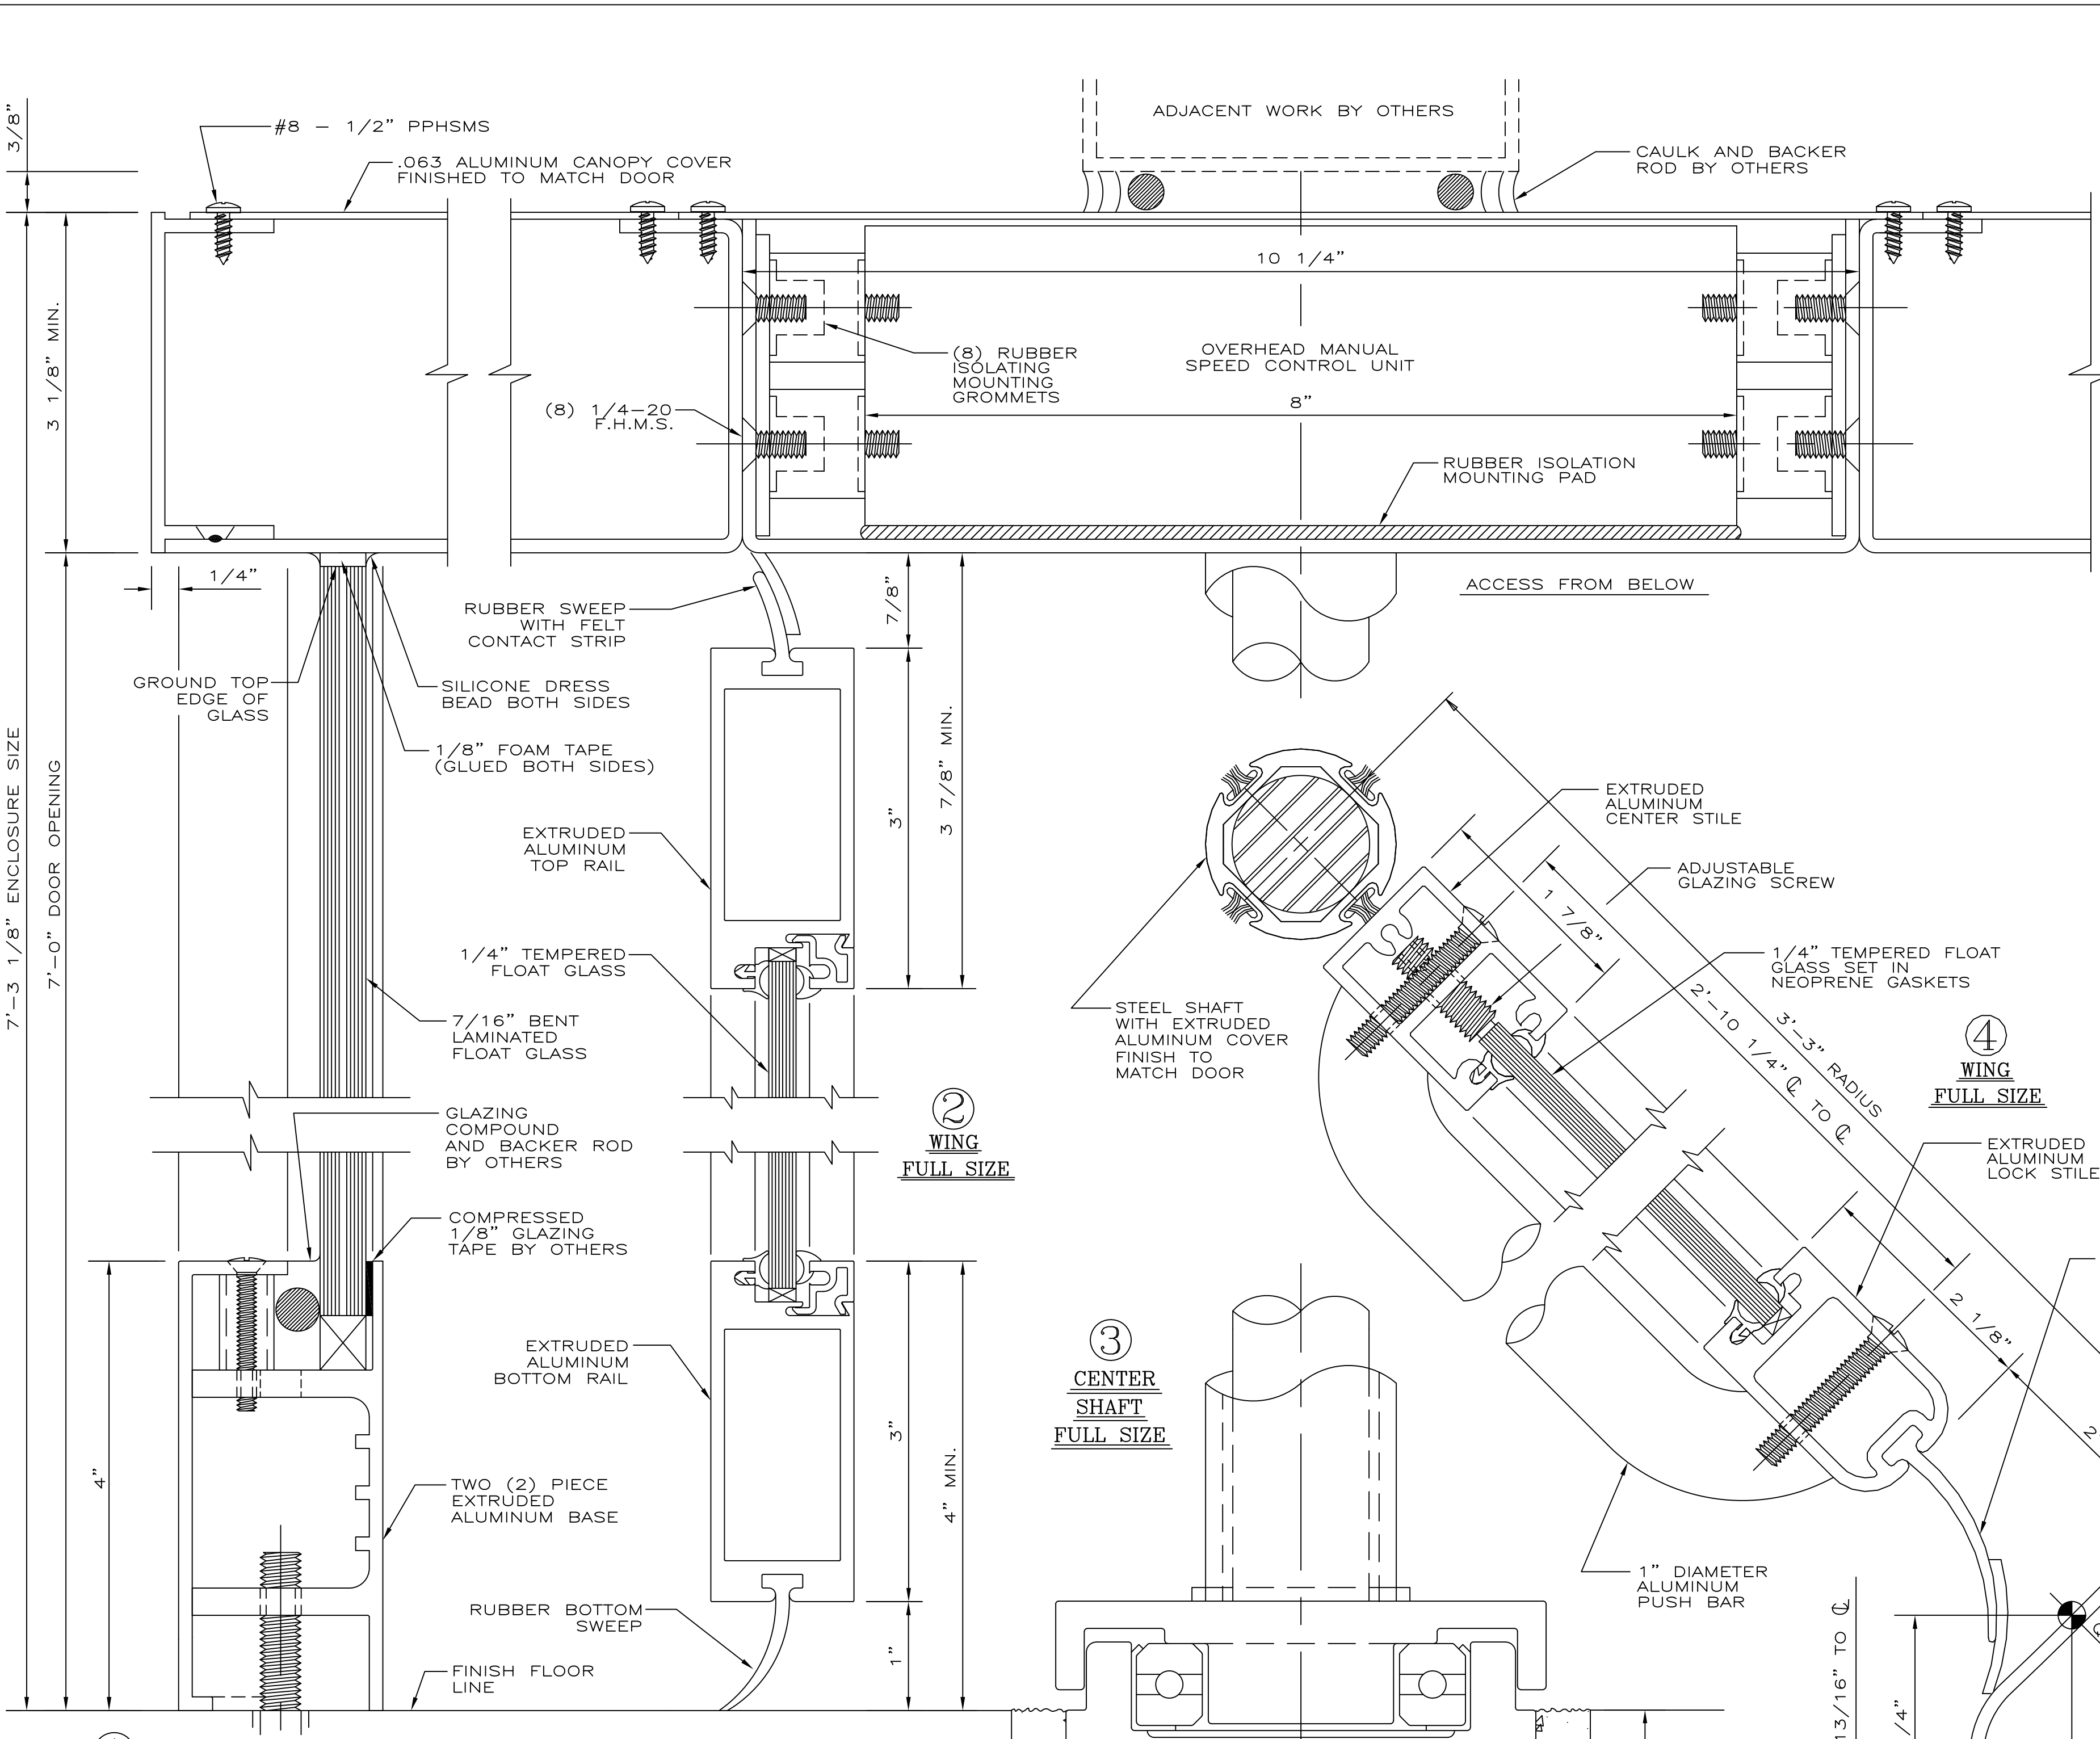 3/8”
#8 - 1/2” PPHSMS
.063 ALUMINUM CANOPY COVER
FINISHED TO MATCH DOOR
ADJACENT WORK BY OTHERS
CAULK AND BACKER
ROD BY OTHERS
3 1/8” MIN.
10 1/4”
(8) RUBBER
ISOLATING
MOUNTING
GROMMETS
OVERHEAD MANUAL
SPEED CONTROL UNIT
8”
(8) 1/4-20
F.H.M.S.
RUBBER ISOLATION
MOUNTING PAD
1/4”
ACCESS FROM BELOW
7/8”
RUBBER SWEEP
WITH FELT
CONTACT STRIP
GROUND TOP
EDGE OF
GLASS
SILICONE DRESS
BEAD BOTH SIDES
1/8” FOAM TAPE
(GLUED BOTH SIDES)
7’-3 1/8” ENCLOSURE SIZE
7’-0” DOOR OPENING
3”
3 7/8” MIN.
EXTRUDED
ALUMINUM
TOP RAIL
EXTRUDED
ALUMINUM
CENTER STILE
ADJUSTABLE
GLAZING SCREW
1 7/8”
1/4” TEMPERED
FLOAT GLASS
1/4” TEMPERED FLOAT
GLASS SET IN
NEOPRENE GASKETS
7/16” BENT
LAMINATED
FLOAT GLASS
STEEL SHAFT
WITH EXTRUDED
ALUMINUM COVER
FINISH TO
MATCH DOOR
2’-10 1/4” ℄ TO ℄
3’-3” RADIUS
4
WING
FULL SIZE
2
WING
FULL SIZE
GLAZING
COMPOUND
AND BACKER ROD
BY OTHERS
EXTRUDED
ALUMINUM
LOCK STILE
COMPRESSED
1/8” GLAZING
TAPE BY OTHERS
2 1/8”
3
CENTER
SHAFT
FULL SIZE
EXTRUDED
ALUMINUM
BOTTOM RAIL
3”
4” MIN.
4”
2
TWO (2) PIECE
EXTRUDED
ALUMINUM BASE
1” DIAMETER
ALUMINUM
PUSH BAR
RUBBER BOTTOM
SWEEP
1”
FINISH FLOOR
LINE
13/16” TO ℄
/4”